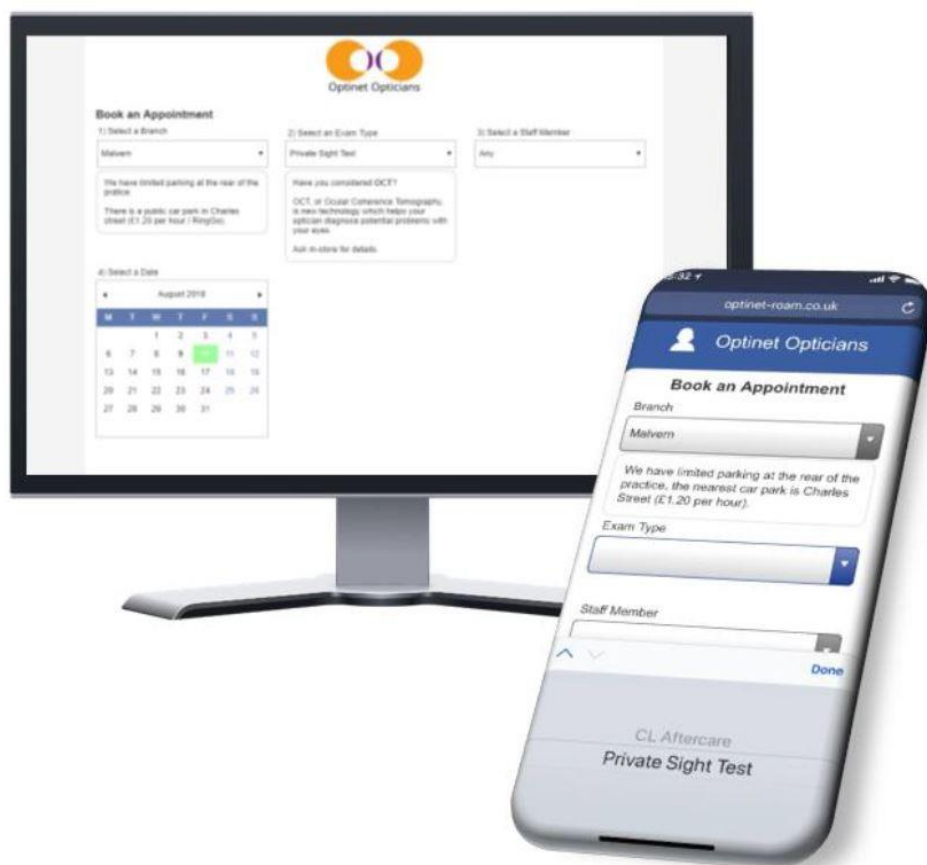 Optinet Opticians
Book an Appointment
1) Select a Branch
2) Select an Exam Type
3) Select a Staff Member
Malvern
Private Sight Test
Any
We have limited parking at the rear of the
pratice.
There is a public car park in Charles
street (£1.20 per hour / RingGo).
Have you considered OCT?
OCT, or Ocular Coherence Tomography,
is new technology which helps your
optician diagnose potential problems with
your eyes.
Ask in-store for details.
4) Select a Date
August 2018
M T W T F S S
1 2 3 4 5
6 7 8 9 10 11 12
13 14 15 16 17 18 19
20 21 22 23 24 25 26
27 28 29 30 31
optinet-roam.co.uk
Optinet Opticians
Book an Appointment
Branch
Malvern
We have limited parking at the rear of the
practice, the nearest car park is Charles
Street (£1.20 per hour).
Exam Type
Staff Member
Done
CL Aftercare
Private Sight Test